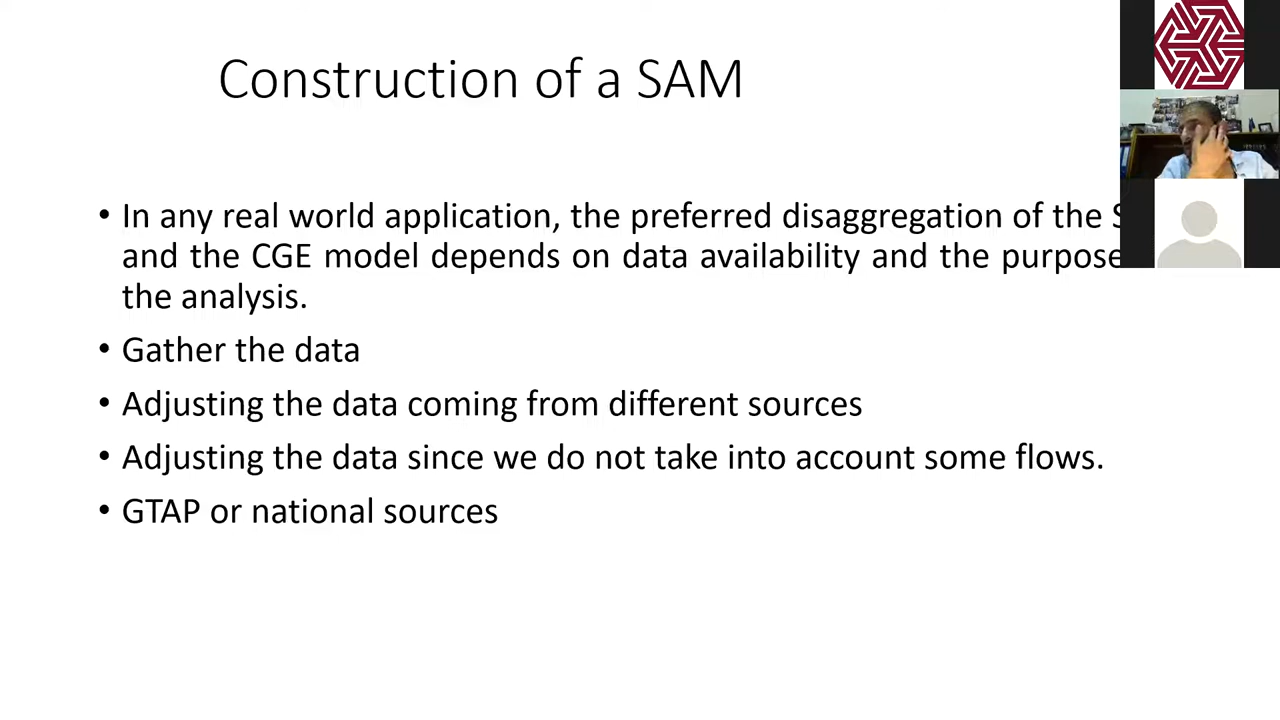 Construction of a SAM
• In any real world application, the preferred disaggregation of the
and the CGE model depends on data availability and the purpose
the analysis.
• Gather the data
• Adjusting the data coming from different sources
• Adjusting the data since we do not take into account some flows.
• GTAP or national sources